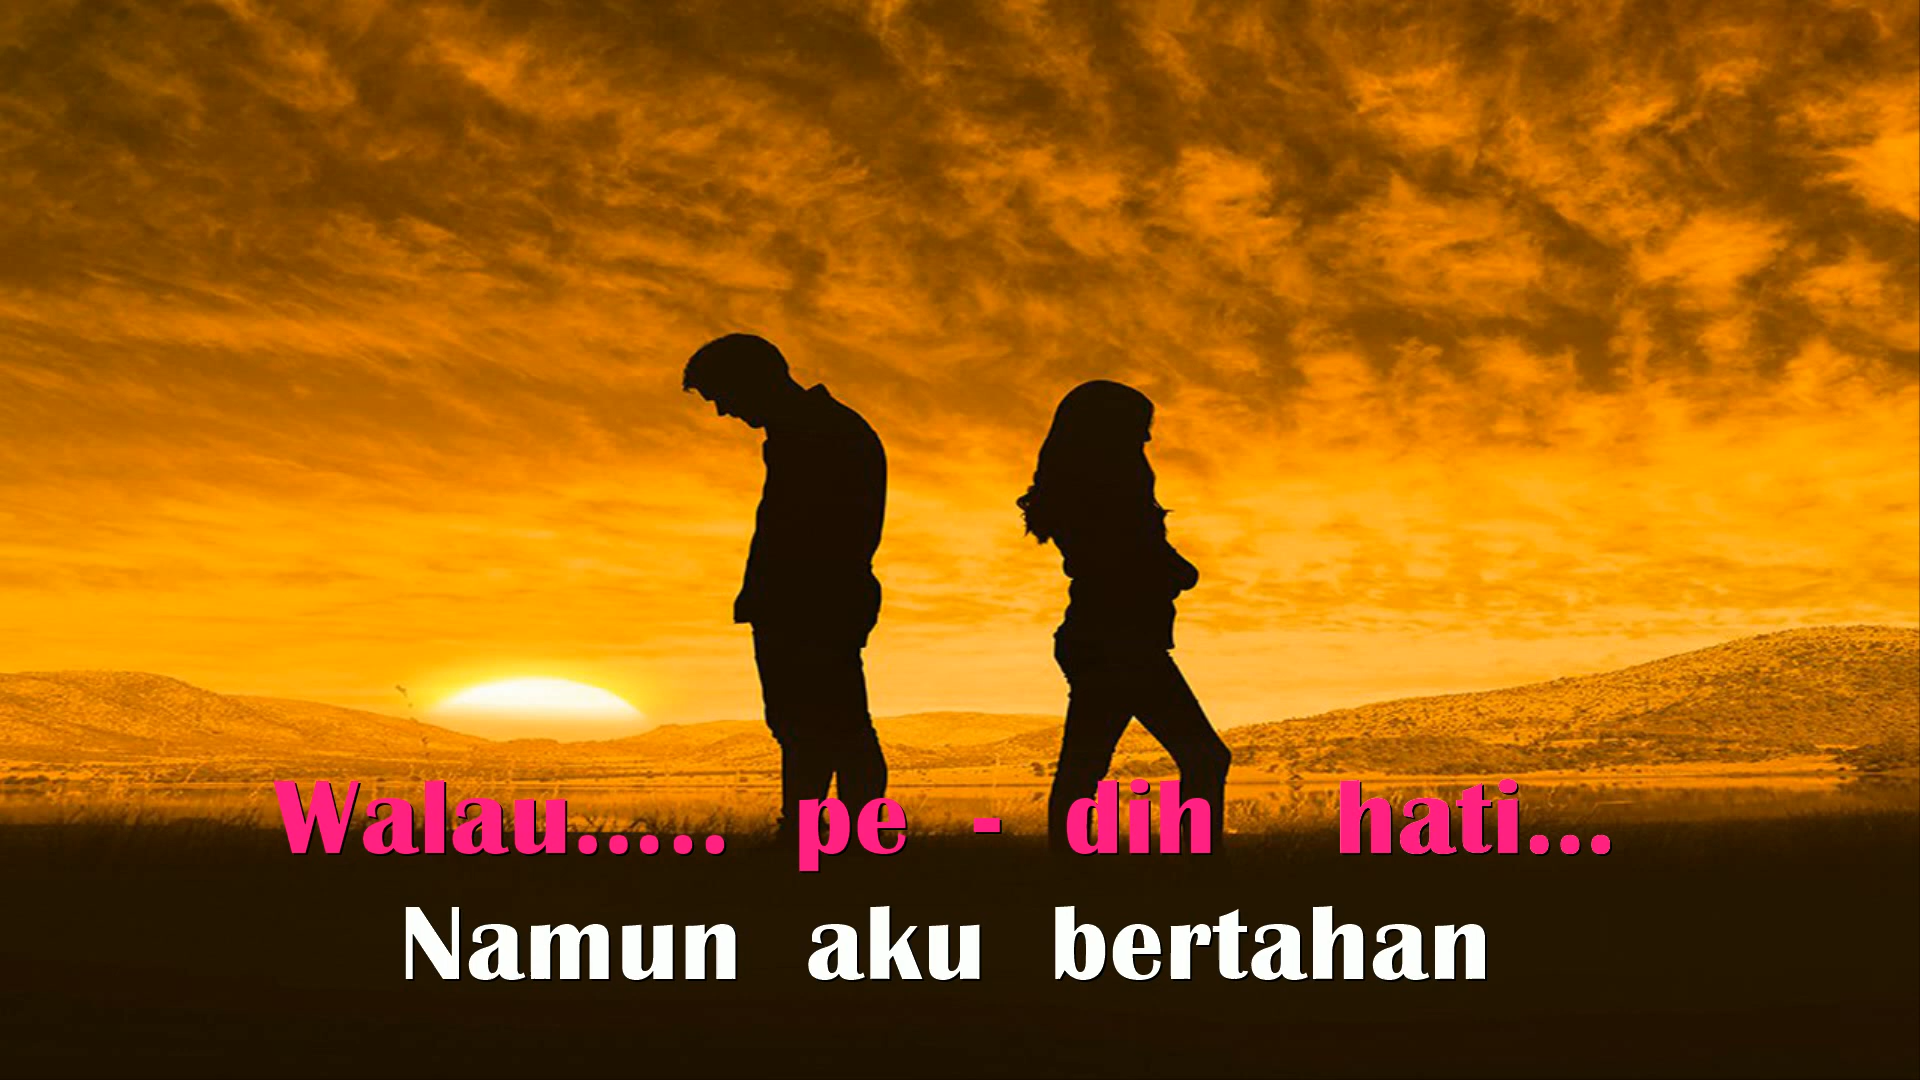 Walau..... pe - dih hati...
Namun aku bertahan